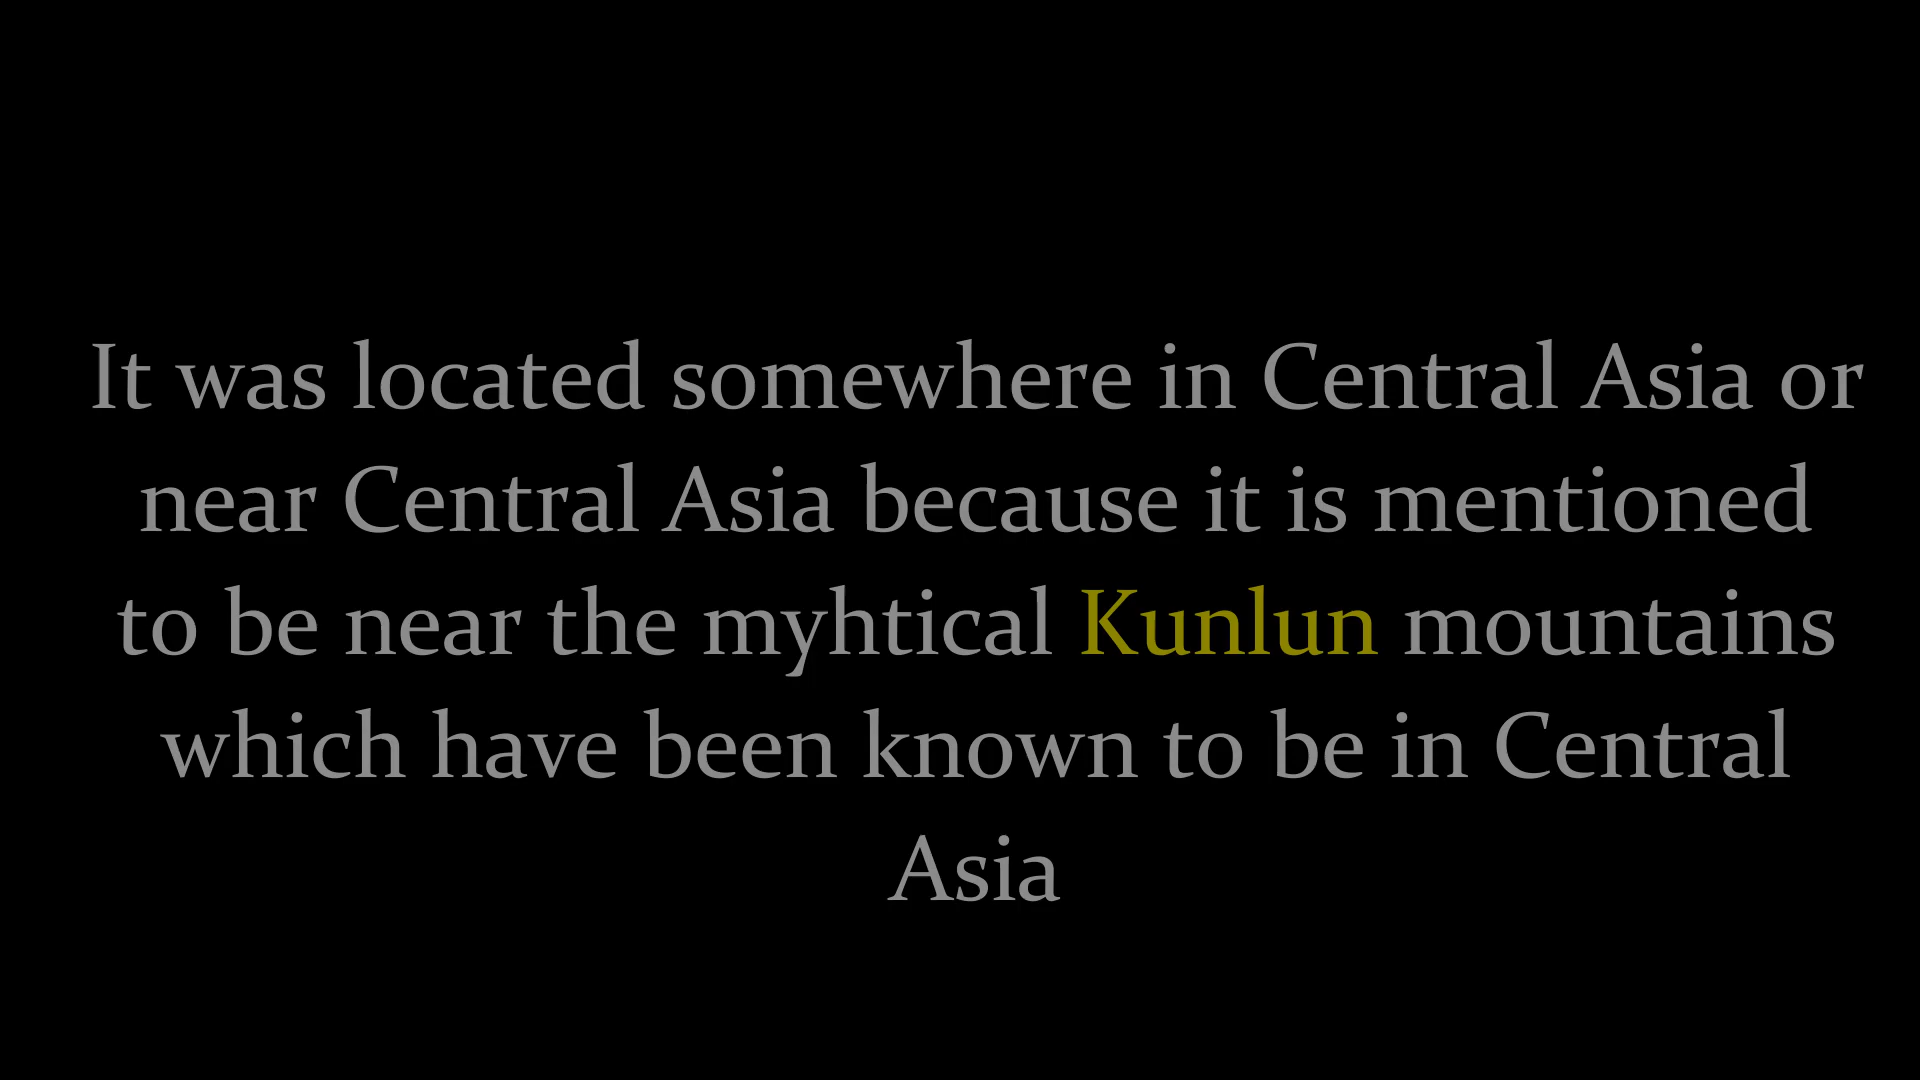 It was located somewhere in Central Asia or
near Central Asia because it is mentioned
to be near the myhtical Kunlun mountains
which have been known to be in Central
Asia